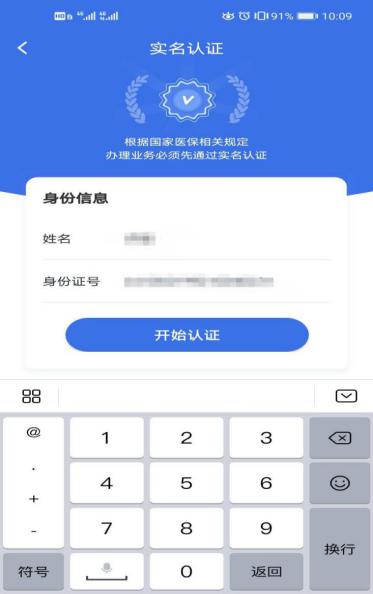 HD 4G 4G 91% 10:09
实名认证
根据国家医保相关规定
办理业务必须先通过实名认证
身份信息
姓名
身份证号
开始认证
@ 1 2 3
. 4 5 6
+
- 7 8 9
换行
符号 0 返回